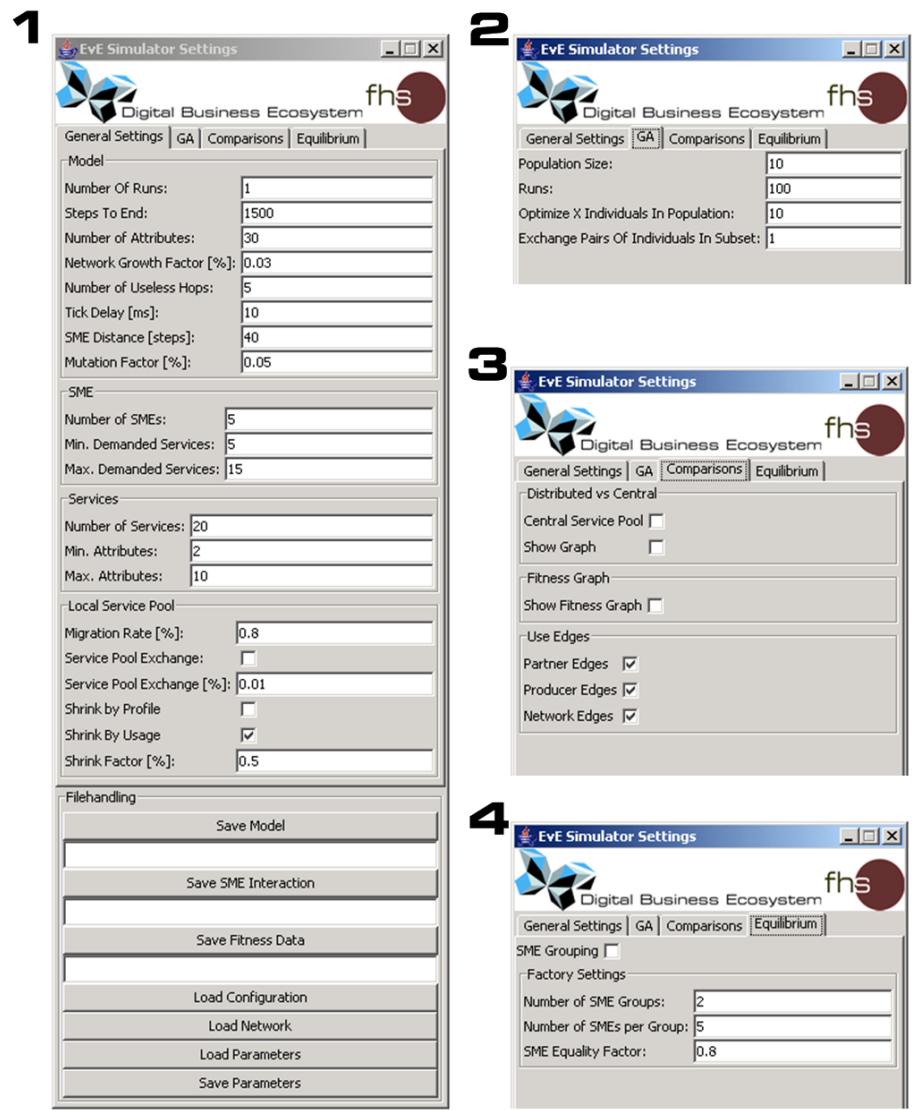 1
EvE Simulator Settings
Digital Business Ecosystem
fhs
General Settings GA Comparisons Equilibrium
Model
Number Of Runs: 1
Steps To End: 1500
Number of Attributes: 30
Network Growth Factor [%]: 0.03
Number of Useless Hops: 5
Tick Delay [ms]: 10
SME Distance [steps]: 40
Mutation Factor [%]: 0.05
SME
Number of SMEs: 5
Min. Demanded Services: 5
Max. Demanded Services: 15
Services
Number of Services: 20
Min. Attributes: 2
Max. Attributes: 10
Local Service Pool
Migration Rate [%]: 0.8
Service Pool Exchange:
Service Pool Exchange [%]: 0.01
Shrink by Profile
Shrink By Usage
Shrink Factor [%]: 0.5
Filehandling
Save Model
Save SME Interaction
Save Fitness Data
Load Configuration
Load Network
Load Parameters
Save Parameters
2
EvE Simulator Settings
Digital Business Ecosystem
fhs
General Settings GA Comparisons Equilibrium
Population Size: 10
Runs: 100
Optimize X Individuals In Population: 10
Exchange Pairs Of Individuals In Subset: 1
3
EvE Simulator Settings
Digital Business Ecosystem
fhs
General Settings GA Comparisons Equilibrium
Distributed vs Central
Central Service Pool
Show Graph
Fitness Graph
Show Fitness Graph
Use Edges
Partner Edges
Producer Edges
Network Edges
4
EvE Simulator Settings
Digital Business Ecosystem
fhs
General Settings GA Comparisons Equilibrium
SME Grouping
Factory Settings
Number of SME Groups: 2
Number of SMEs per Group: 5
SME Equality Factor: 0.8